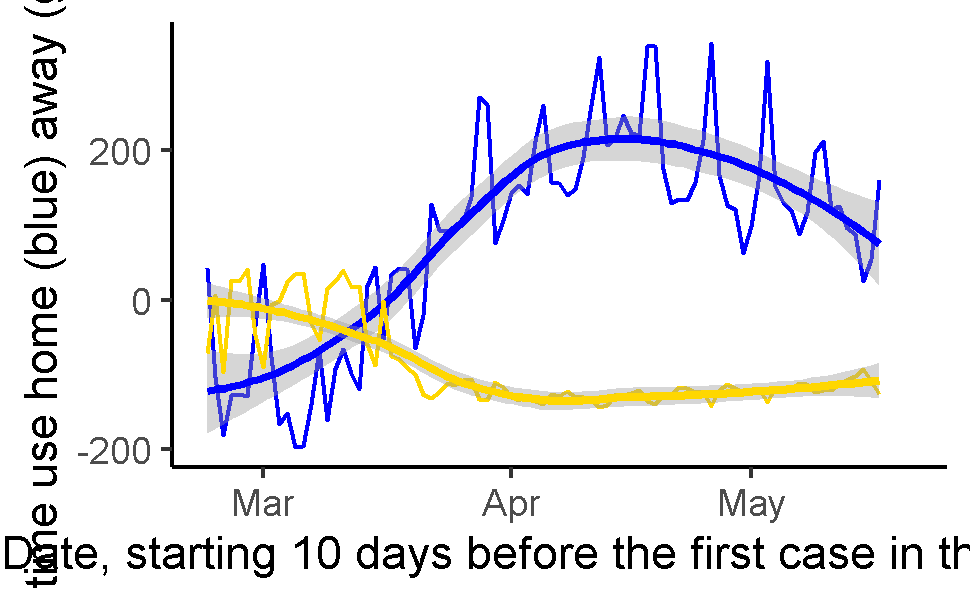 time use home (blue) away (
200
0
-200
Mar Apr May
Date, starting 10 days before the first case in th